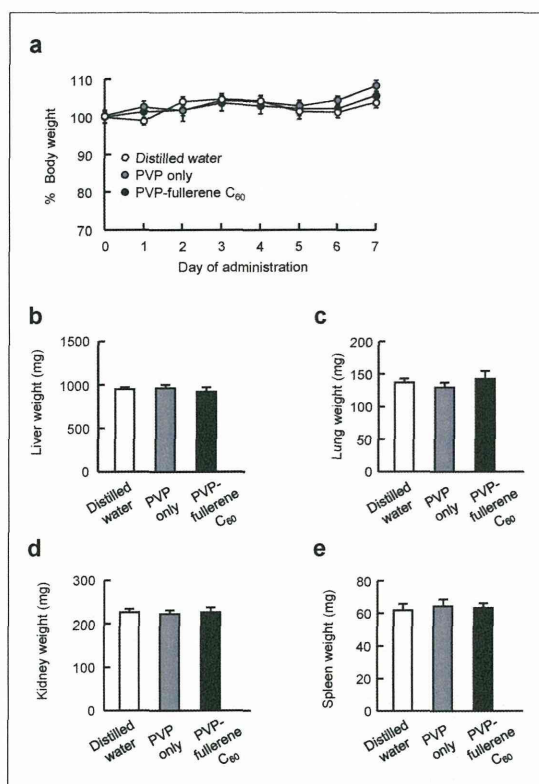 a
% Body weight
110
100
90
80
70
Distilled water
PVP only
PVP-fullerene C₆₀
0 1 2 3 4 5 6 7
Day of administration
b
Liver weight (mg)
1500
1000
500
0
Distilled water
PVP only
PVP-fullerene C₆₀
c
Lung weight (mg)
200
150
100
50
0
Distilled water
PVP only
PVP-fullerene C₆₀
d
Kidney weight (mg)
300
200
100
0
Distilled water
PVP only
PVP-fullerene C₆₀
e
Spleen weight (mg)
80
60
40
20
0
Distilled water
PVP only
PVP-fullerene C₆₀